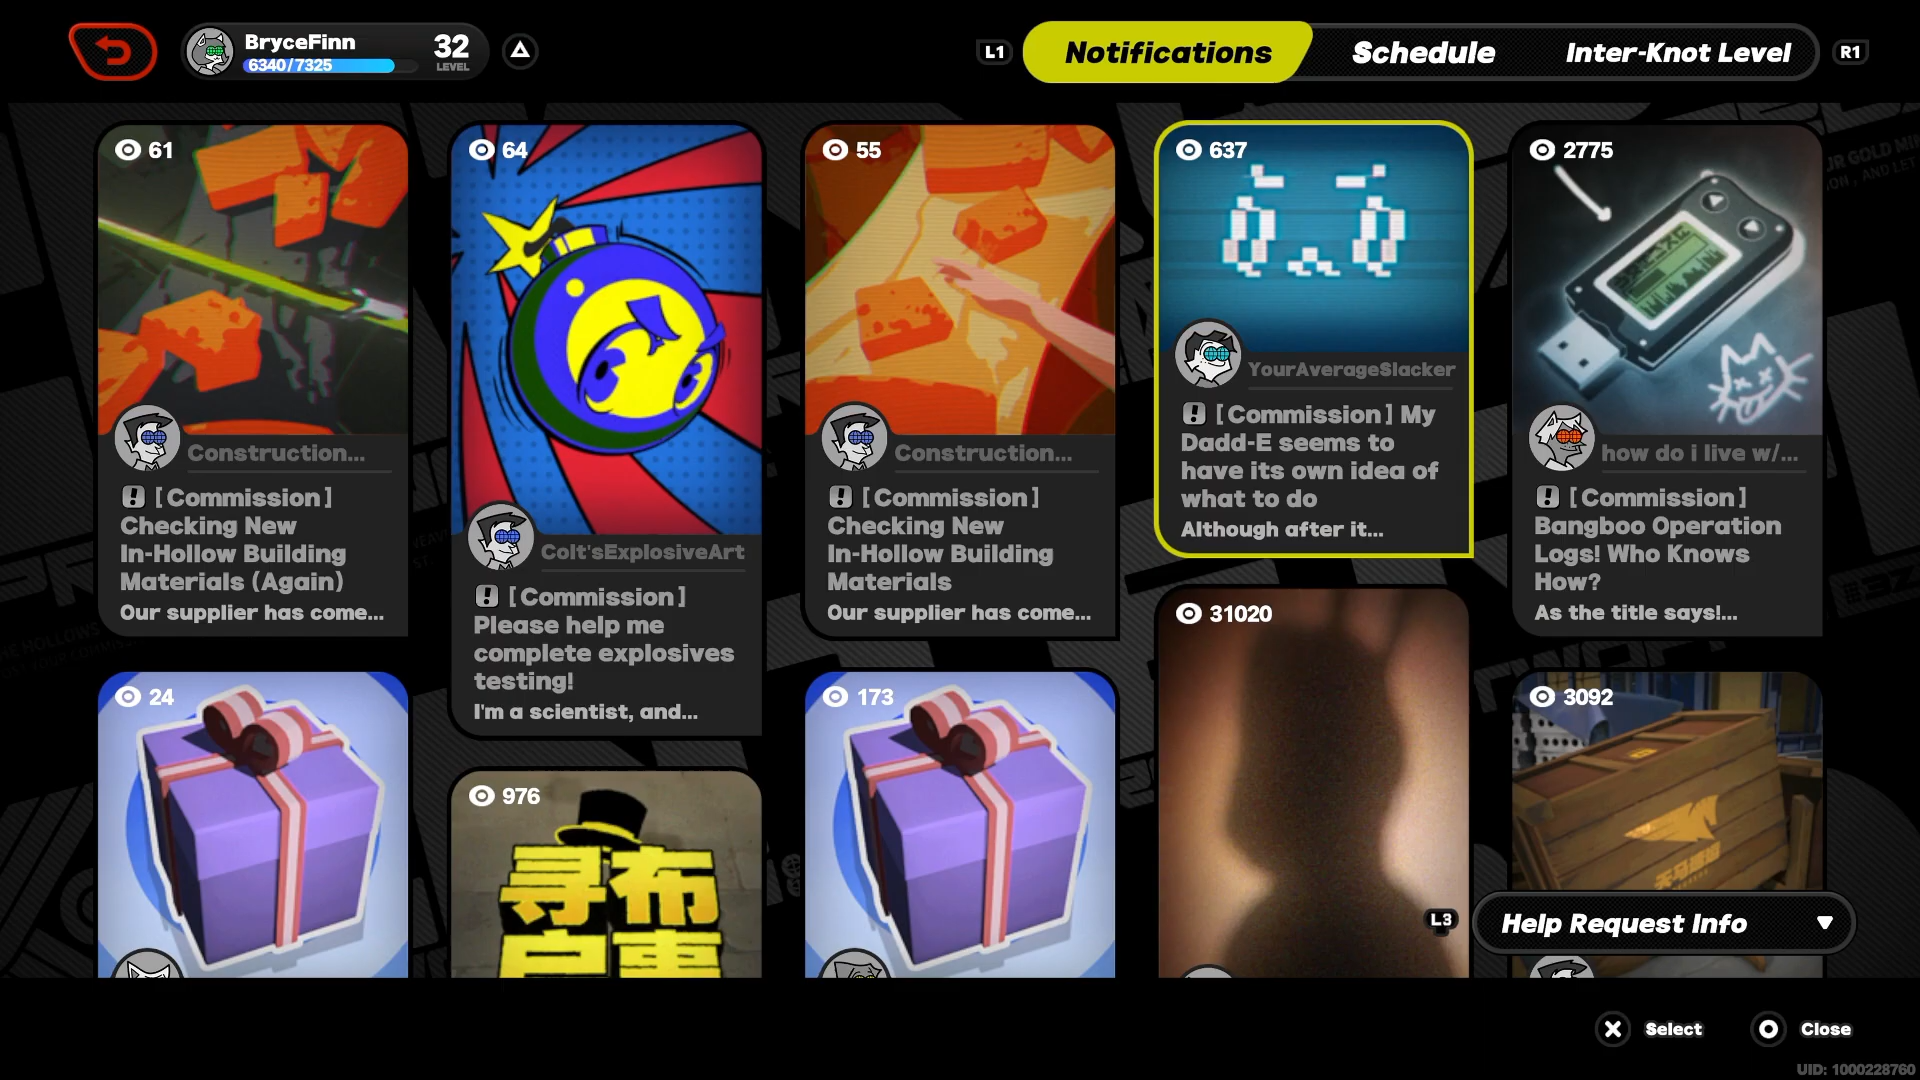 BryceFinn
6340/7325
32
LEVEL
L1
Notifications
Schedule
Inter-Knot Level
R1
61
Construction...
[Commission]
Checking New
In-Hollow Building
Materials (Again)
Our supplier has come...
64
Colt'sExplosiveArt
[Commission]
Please help me
complete explosives
testing!
I'm a scientist, and...
55
Construction...
[Commission]
Checking New
In-Hollow Building
Materials
Our supplier has come...
637
YourAverageSlacker
[Commission] My
Dadd-E seems to
have its own idea of
what to do
Although after it...
2775
how do i live w/...
[Commission]
Bangboo Operation
Logs! Who Knows
How?
As the title says!...
24
976
寻布
启事
173
31020
3092
L3
Help Request Info
Select
Close
UID: 1000228760